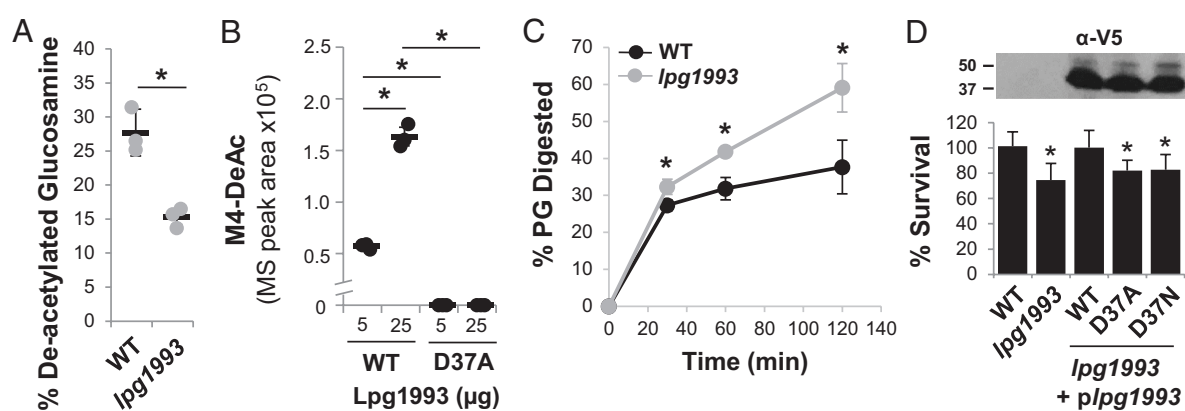 A
% De-acetylated Glucosamine
40
35
30
25
20
15
10
5
0
*
WT
lpg1993
B
M4-DeAc
(MS peak area x10⁵)
2.5
2.0
1.5
1.0
0.5
0
*
*
*
5 25 5 25
WT D37A
Lpg1993 (µg)
C
% PG Digested
WT
lpg1993
70
60
50
40
30
20
10
0
*
*
*
0 20 40 60 80 100 120 140
Time (min)
D
α-V5
50
37
% Survival
120
100
80
60
40
20
0
* * *
WT
lpg1993
WT
D37A
D37N
lpg1993
+ plpg1993